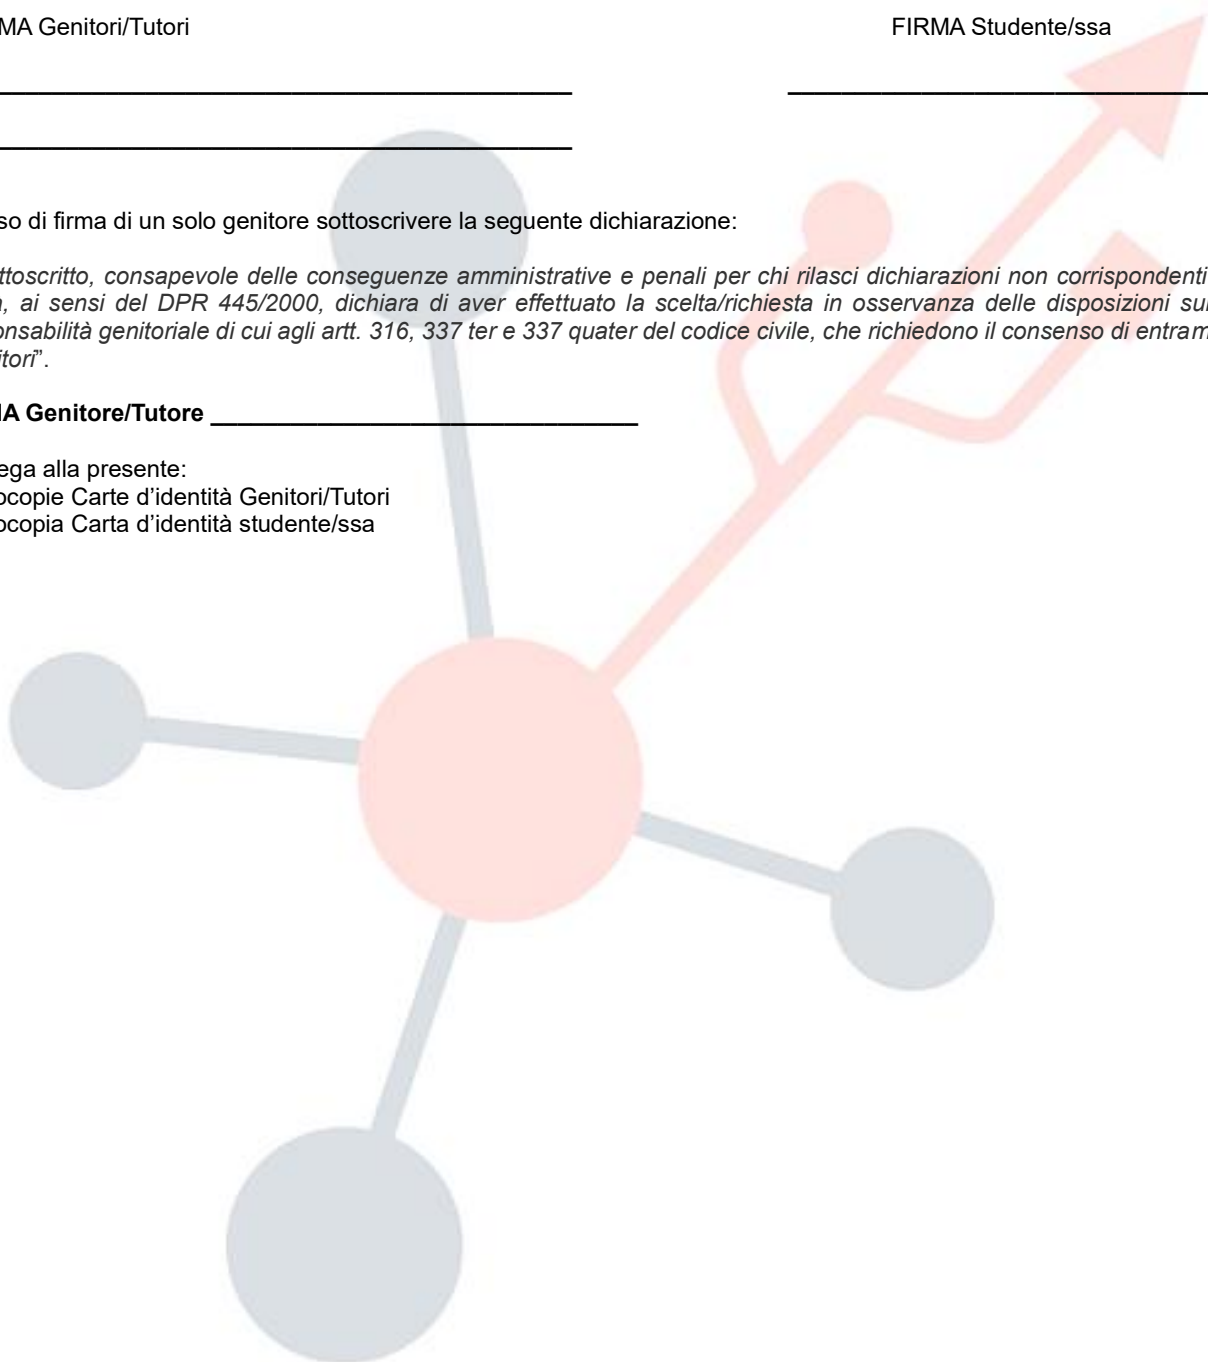 MA Genitori/Tutori FIRMA Studente/ssa
so di firma di un solo genitore sottoscrivere la seguente dichiarazione:
ttoscritto, consapevole delle conseguenze amministrative e penali per chi rilasci dichiarazioni non corrispondenti
, ai sensi del DPR 445/2000, dichiara di aver effettuato la scelta/richiesta in osservanza delle disposizioni sul
onsabilità genitoriale di cui agli artt. 316, 337 ter e 337 quater del codice civile, che richiedono il consenso di entram
itori”.
MA Genitore/Tutore ________________________________
ega alla presente:
ocopie Carte d’identità Genitori/Tutori
ocopia Carta d’identità studente/ssa